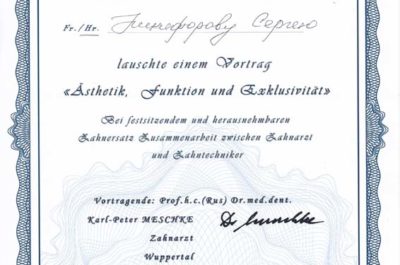 Fr./Hr. Сергею
lauschte einem Vortrag
«Ästhetik, Funktion und Exklusivität»
Bei festsitzendem und herausnehmbaren
Zahnersatz Zusammenarbeit zwischen Zahnarzt
und Zahntechniker
Vortragende: Prof.h.c.(Rus) Dr.med.dent.
Karl-Peter MESCHKE Dr Meschke
Zahnarzt
Wuppertal